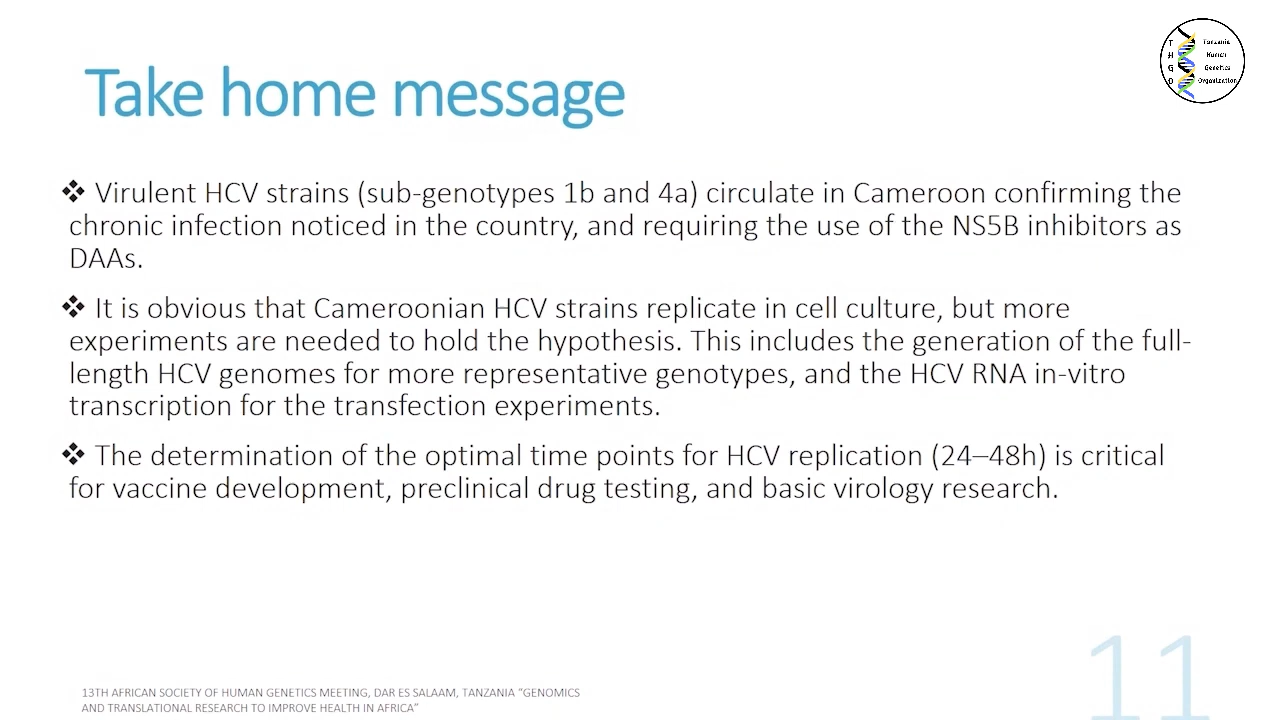 Take home message
T
H
G
O
Tanzania
Human
Genetics
Organization
❖ Virulent HCV strains (sub-genotypes 1b and 4a) circulate in Cameroon confirming the
chronic infection noticed in the country, and requiring the use of the NS5B inhibitors as
DAAs.
❖ It is obvious that Cameroonian HCV strains replicate in cell culture, but more
experiments are needed to hold the hypothesis. This includes the generation of the full-
length HCV genomes for more representative genotypes, and the HCV RNA in-vitro
transcription for the transfection experiments.
❖ The determination of the optimal time points for HCV replication (24–48h) is critical
for vaccine development, preclinical drug testing, and basic virology research.
13TH AFRICAN SOCIETY OF HUMAN GENETICS MEETING, DAR ES SALAAM, TANZANIA “GENOMICS
AND TRANSLATIONAL RESEARCH TO IMPROVE HEALTH IN AFRICA”
11